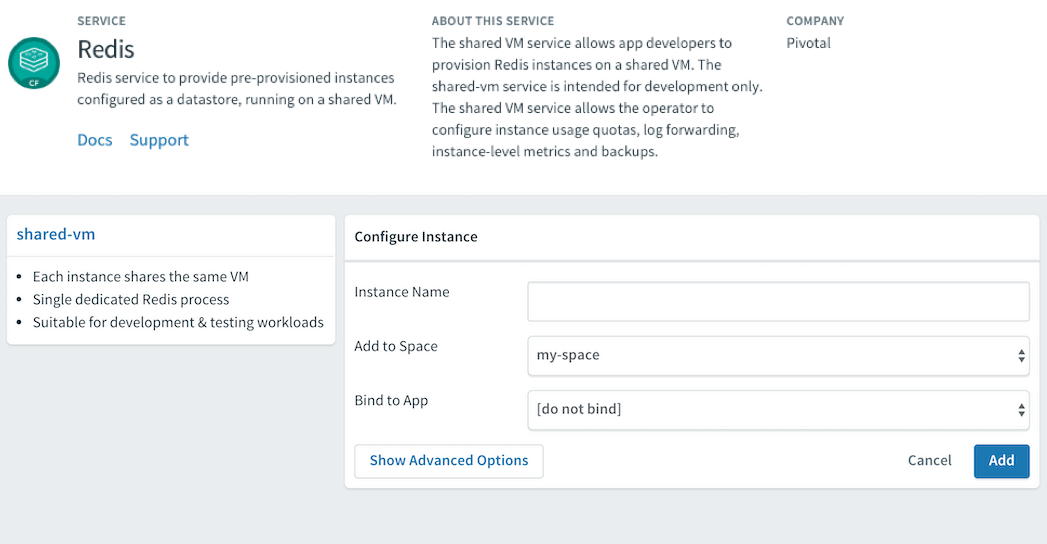 SERVICE
Redis
Redis service to provide pre-provisioned instances
configured as a datastore, running on a shared VM.
Docs Support
CF
ABOUT THIS SERVICE
The shared VM service allows app developers to
provision Redis instances on a shared VM. The
shared-vm service is intended for development only.
The shared VM service allows the operator to
configure instance usage quotas, log forwarding,
instance-level metrics and backups.
COMPANY
Pivotal
shared-vm
• Each instance shares the same VM
• Single dedicated Redis process
• Suitable for development & testing workloads
Configure Instance
Instance Name
Add to Space
my-space
Bind to App
[do not bind]
Show Advanced Options
Cancel
Add